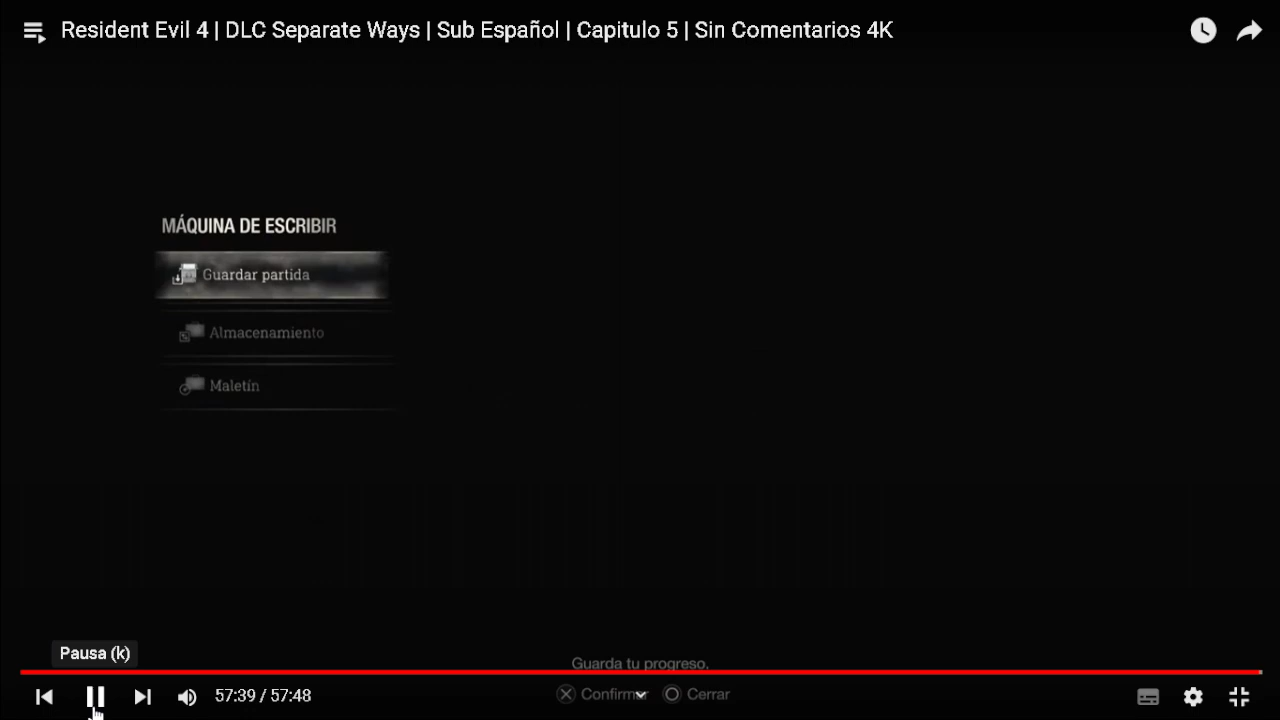 Resident Evil 4 | DLC Separate Ways | Sub Español | Capitulo 5 | Sin Comentarios 4K
MÁQUINA DE ESCRIBIR
Guardar partida
Almacenamiento
Maletín
Pausa (k)
Guarda tu progreso.
57:39 / 57:48
Confirmar Cerrar